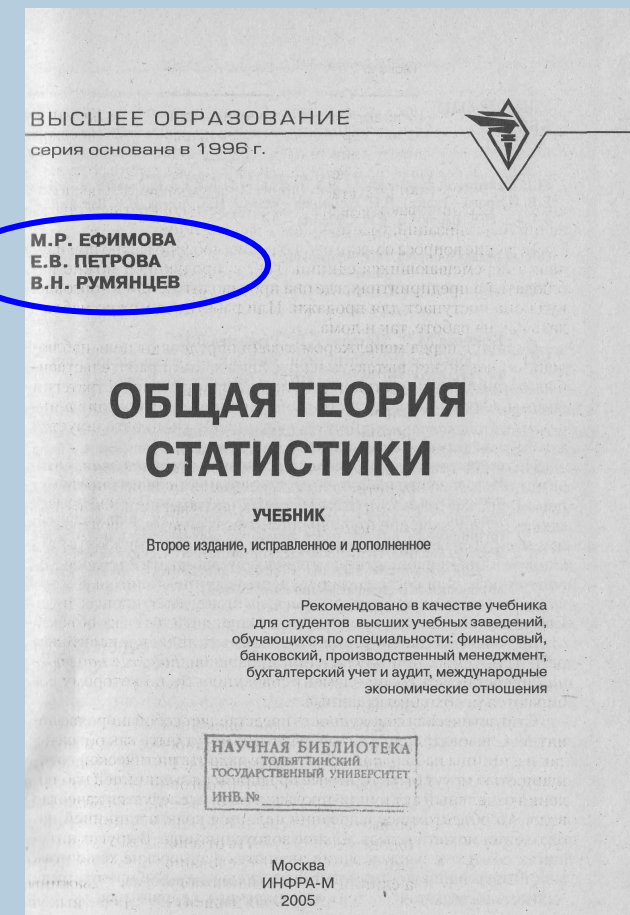 ВЫСШЕЕ ОБРАЗОВАНИЕ
серия основана в 1996 г.
М.Р. ЕФИМОВА
Е.В. ПЕТРОВА
В.Н. РУМЯНЦЕВ
ОБЩАЯ ТЕОРИЯ
СТАТИСТИКИ
УЧЕБНИК
Второе издание, исправленное и дополненное
Рекомендовано в качестве учебника
для студентов высших учебных заведений,
обучающихся по специальности: финансовый,
банковский, производственный менеджмент,
бухгалтерский учет и аудит, международные
экономические отношения
НАУЧНАЯ БИБЛИОТЕКА
ТОЛЬЯТТИНСКИЙ
ГОСУДАРСТВЕННЫЙ УНИВЕРСИТЕТ
ИНВ. №
Москва
ИНФРА-М
2005